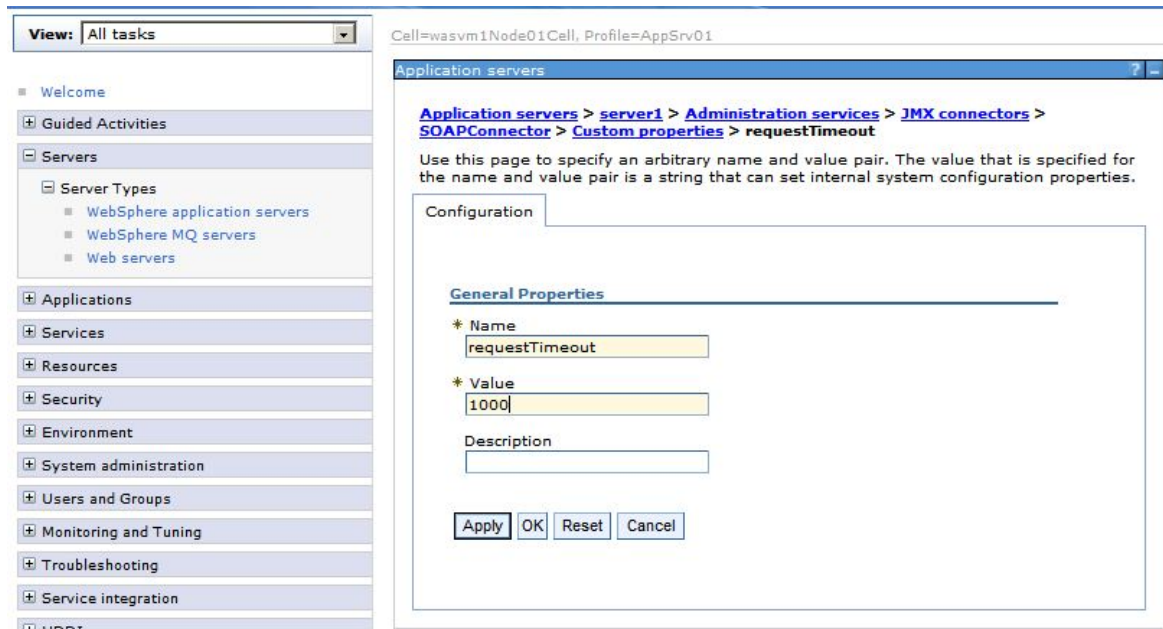 View: All tasks
Welcome
Guided Activities
Servers
Server Types
WebSphere application servers
WebSphere MQ servers
Web servers
Applications
Services
Resources
Security
Environment
System administration
Users and Groups
Monitoring and Tuning
Troubleshooting
Service integration
Cell=wasvm1Node01Cell, Profile=AppSrv01
Application servers ? -
Application servers > server1 > Administration services > JMX connectors >
SOAPConnector > Custom properties > requestTimeout
Use this page to specify an arbitrary name and value pair. The value that is specified for
the name and value pair is a string that can set internal system configuration properties.
Configuration
General Properties
* Name
requestTimeout
* Value
1000
Description
Apply OK Reset Cancel